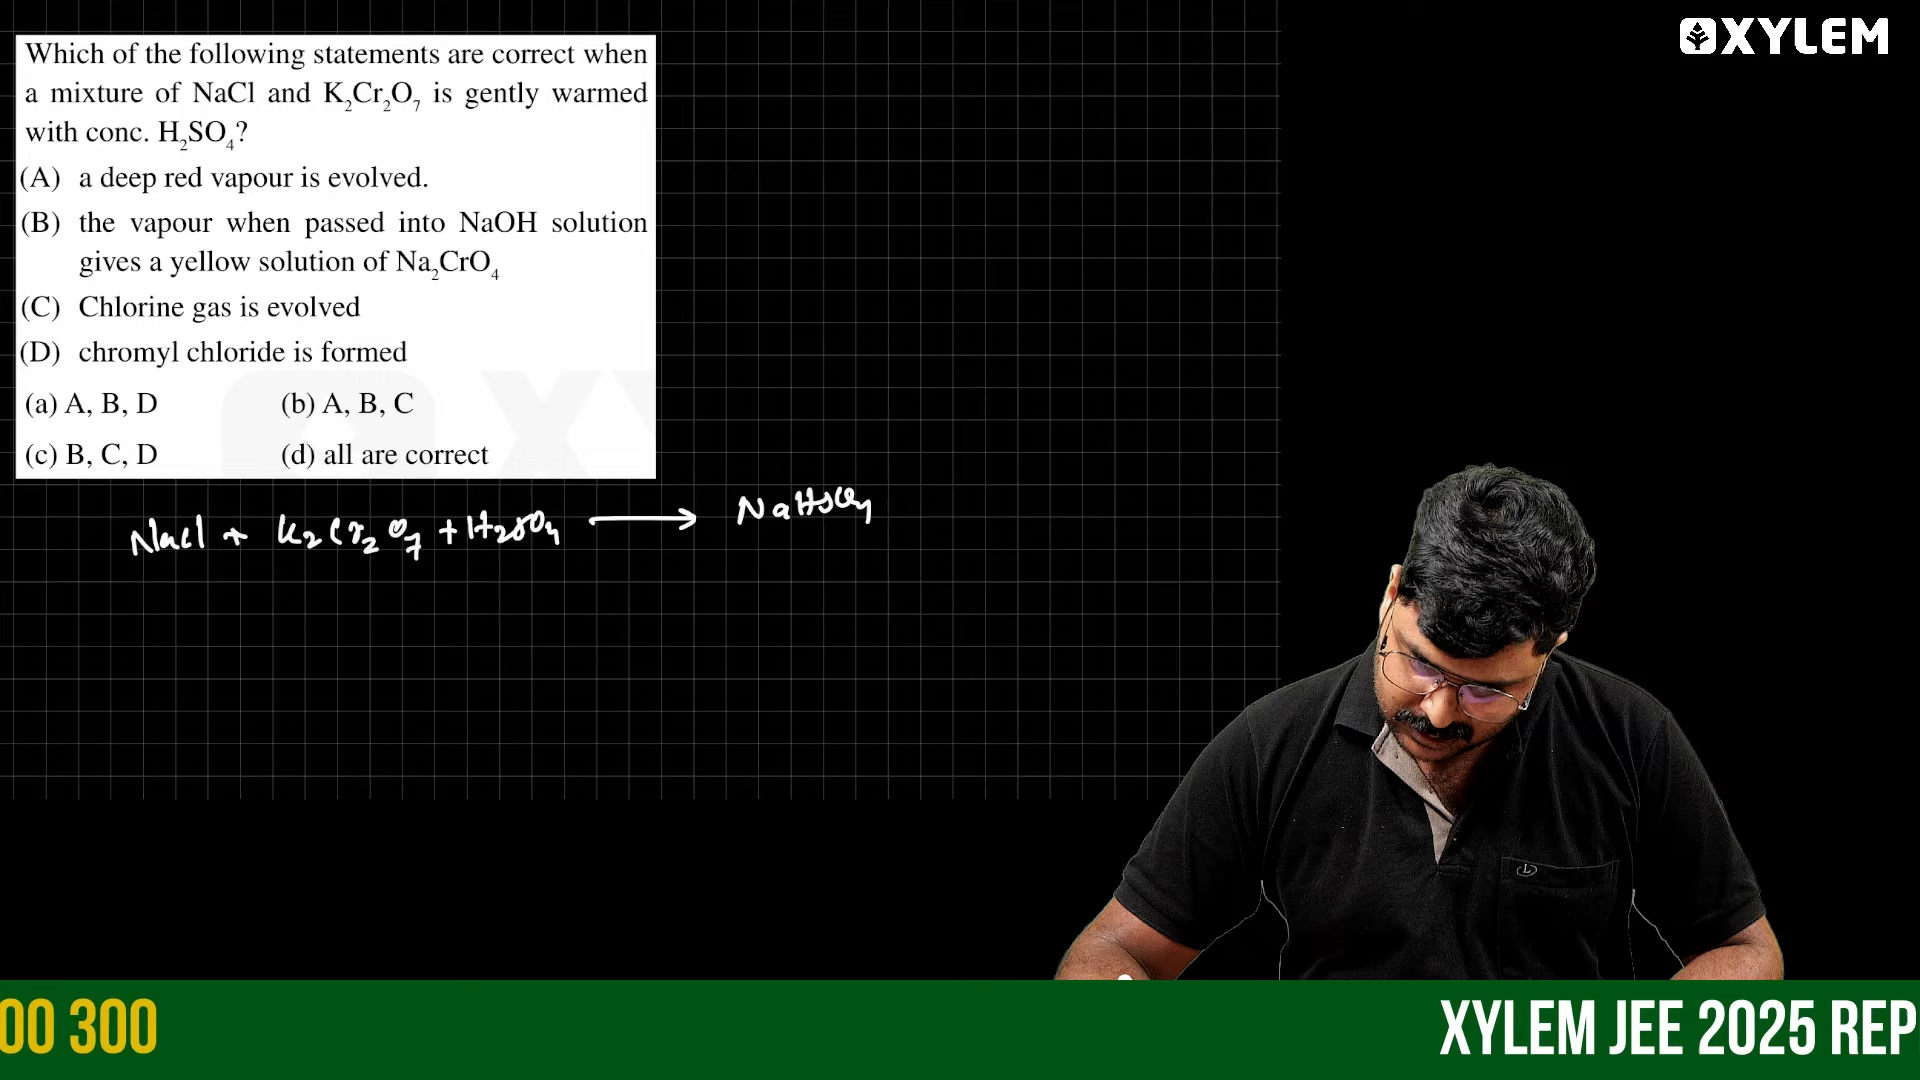 XYLEM
Which of the following statements are correct when
a mixture of NaCl and K₂Cr₂O₇ is gently warmed
with conc. H₂SO₄?
(A) a deep red vapour is evolved.
(B) the vapour when passed into NaOH solution
gives a yellow solution of Na₂CrO₄
(C) Chlorine gas is evolved
(D) chromyl chloride is formed
(a) A, B, D (b) A, B, C
(c) B, C, D (d) all are correct
NaCl + K₂Cr₂O₇ + H₂SO₄ ⟶ NaHSO₄
00 300 XYLEM JEE 2025 REP